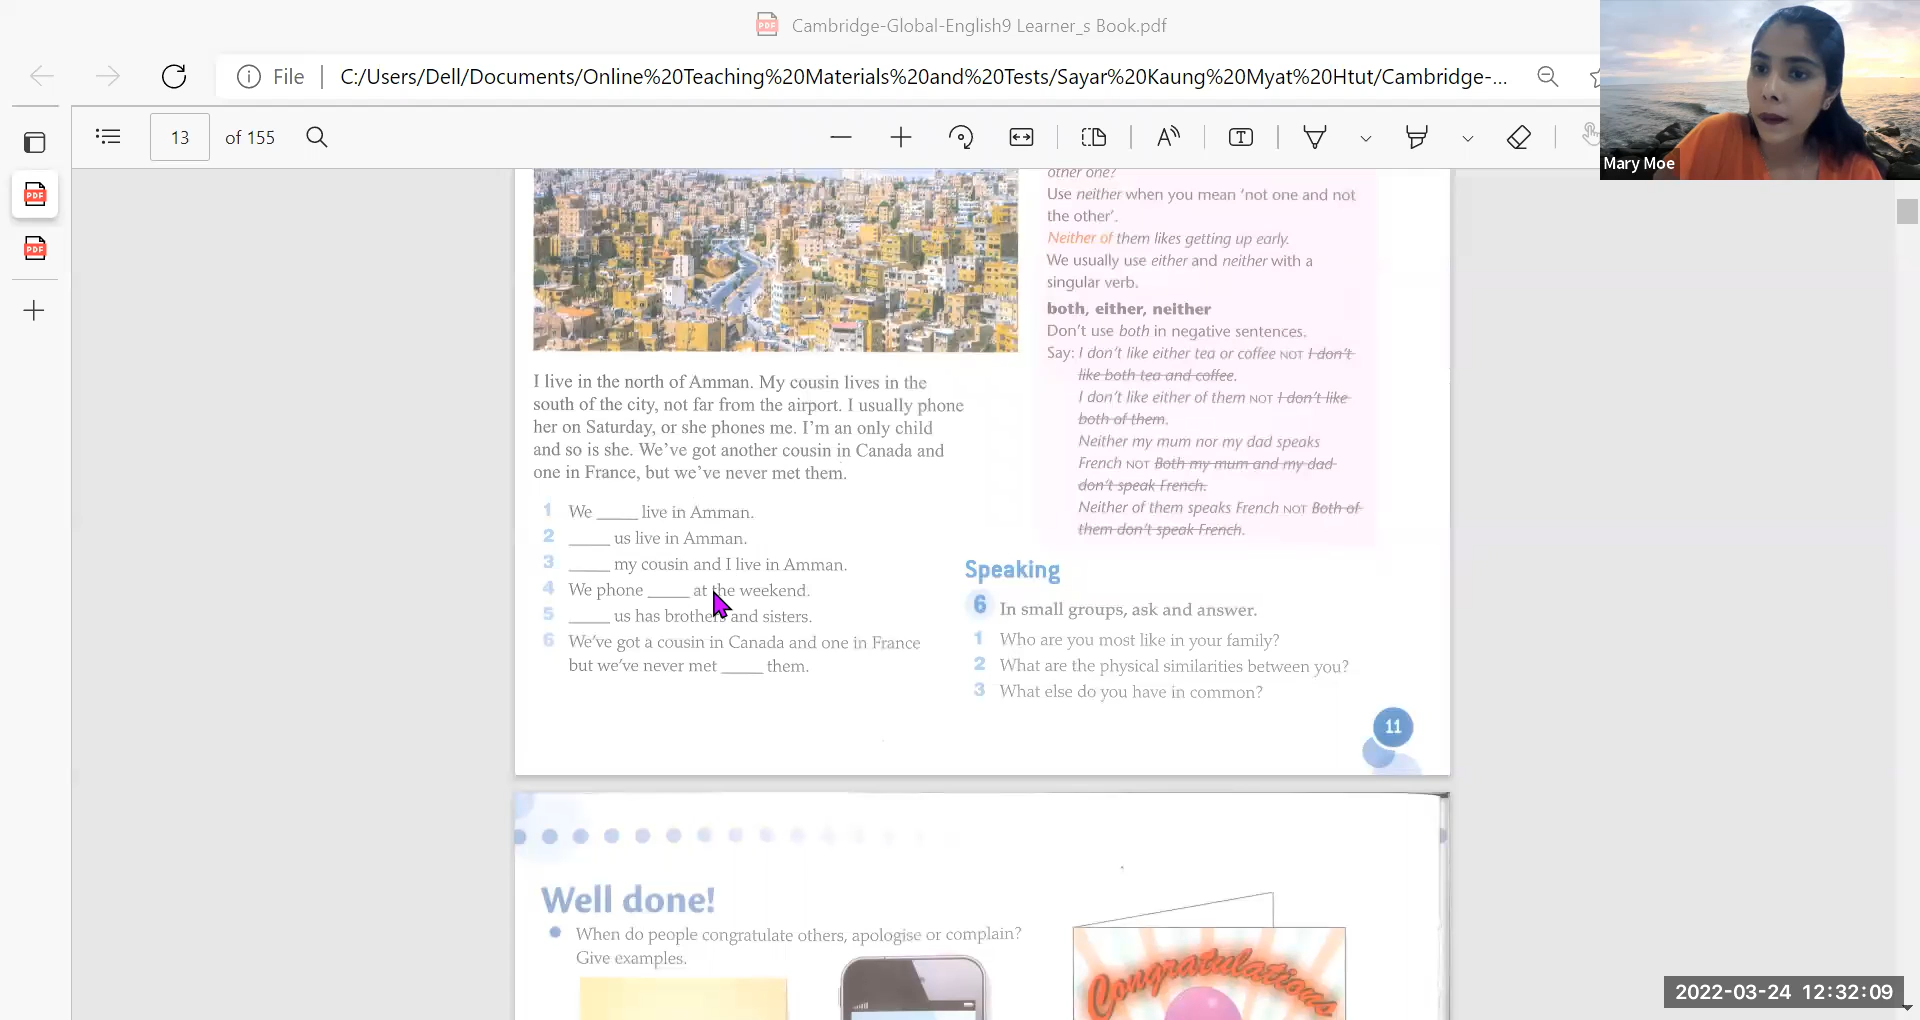 Cambridge-Global-English9 Learner_s Book.pdf
File
C:/Users/Dell/Documents/Online%20Teaching%20Materials%20and%20Tests/Sayar%20Kaung%20Myat%20Htut/Cambridge-...
13 of 155
Mary Moe
other one?
Use neither when you mean ‘not one and not
the other’.
Neither of them likes getting up early.
We usually use either and neither with a
singular verb.
both, either, neither
Don’t use both in negative sentences.
Say: I don’t like either tea or coffee NOT I don’t
like both tea and coffee.
I don’t like either of them NOT I don’t like
both of them.
Neither my mum nor my dad speaks
French NOT Both my mum and my dad
don’t speak French.
Neither of them speaks French NOT Both of
them don’t speak French.
I live in the north of Amman. My cousin lives in the
south of the city, not far from the airport. I usually phone
her on Saturday, or she phones me. I’m an only child
and so is she. We’ve got another cousin in Canada and
one in France, but we’ve never met them.
1 We _____ live in Amman.
2 _____ us live in Amman.
3 _____ my cousin and I live in Amman.
4 We phone _____ at the weekend.
5 _____ us has brothers and sisters.
6 We’ve got a cousin in Canada and one in France
but we’ve never met _____ them.
Speaking
6 In small groups, ask and answer.
1 Who are you most like in your family?
2 What are the physical similarities between you?
3 What else do you have in common?
11
Well done!
When do people congratulate others, apologise or complain?
Give examples.
Congratulations
2022-03-24 12:32:09